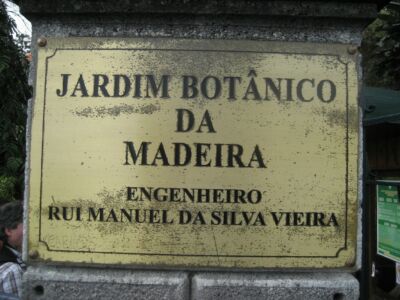 JARDIM BOTÂNICO
DA
MADEIRA
ENGENHEIRO
RUI MANUEL DA SILVA VIEIRA